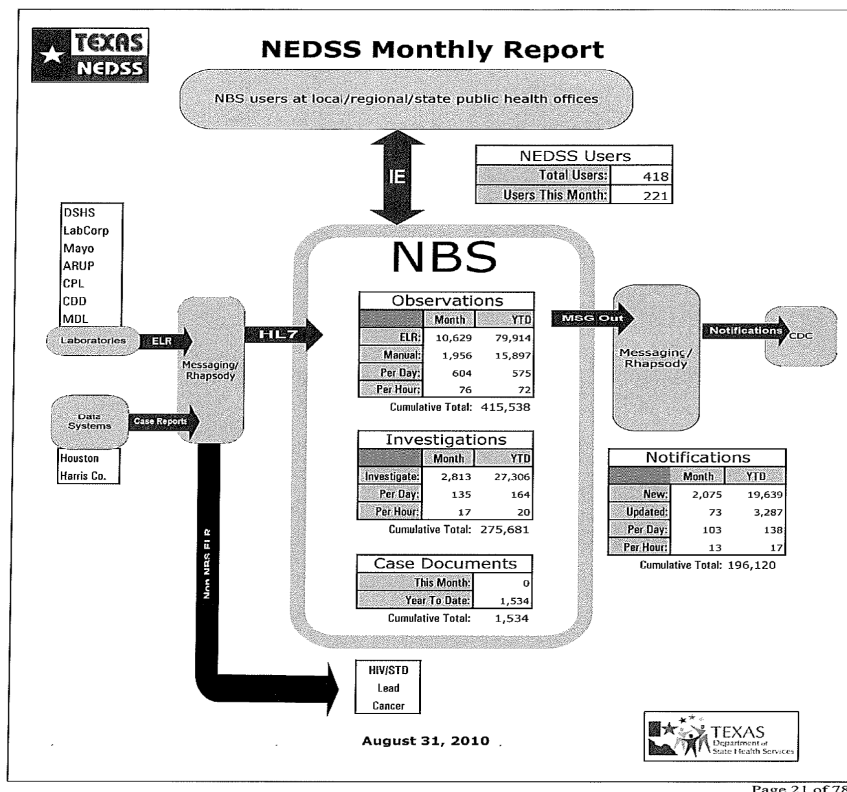 TEXAS
NEDSS
NEDSS Monthly Report
NBS users at local/regional/state public health offices
IE
NEDSS Users
Total Users: 418
Users This Month: 221
DSHS
LabCorp
Mayo
ARUP
CPL
CDD
MDL
Laboratories
ELR
Messaging/
Rhapsody
HL7
Data
Systems
Case Reports
Houston
Harris Co.
Non NBS ELR
HIV/STD
Lead
Cancer
NBS
Observations
Month YTD
ELR: 10,629 79,914
Manual: 1,956 15,897
Per Day: 604 575
Per Hour: 76 72
Cumulative Total: 415,538
Investigations
Month YTD
Investigate: 2,813 27,306
Per Day: 135 164
Per Hour: 17 20
Cumulative Total: 275,681
Case Documents
This Month: 0
Year To Date: 1,534
Cumulative Total: 1,534
MSG Out
Messaging/
Rhapsody
Notifications
CDC
Notifications
Month YTD
New: 2,075 19,639
Updated: 73 3,287
Per Day: 103 138
Per Hour: 13 17
Cumulative Total: 196,120
August 31, 2010
TEXAS
Department of
State Health Services
Page 21 of 78